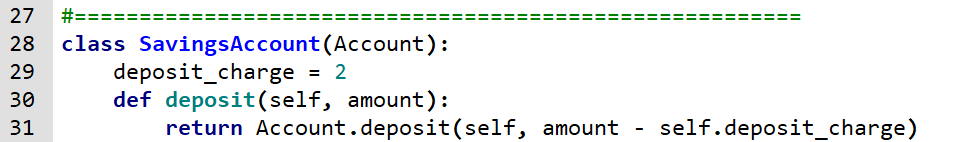 27 #========================================================
28 class SavingsAccount(Account):
29     deposit_charge = 2
30     def deposit(self, amount):
31         return Account.deposit(self, amount - self.deposit_charge)